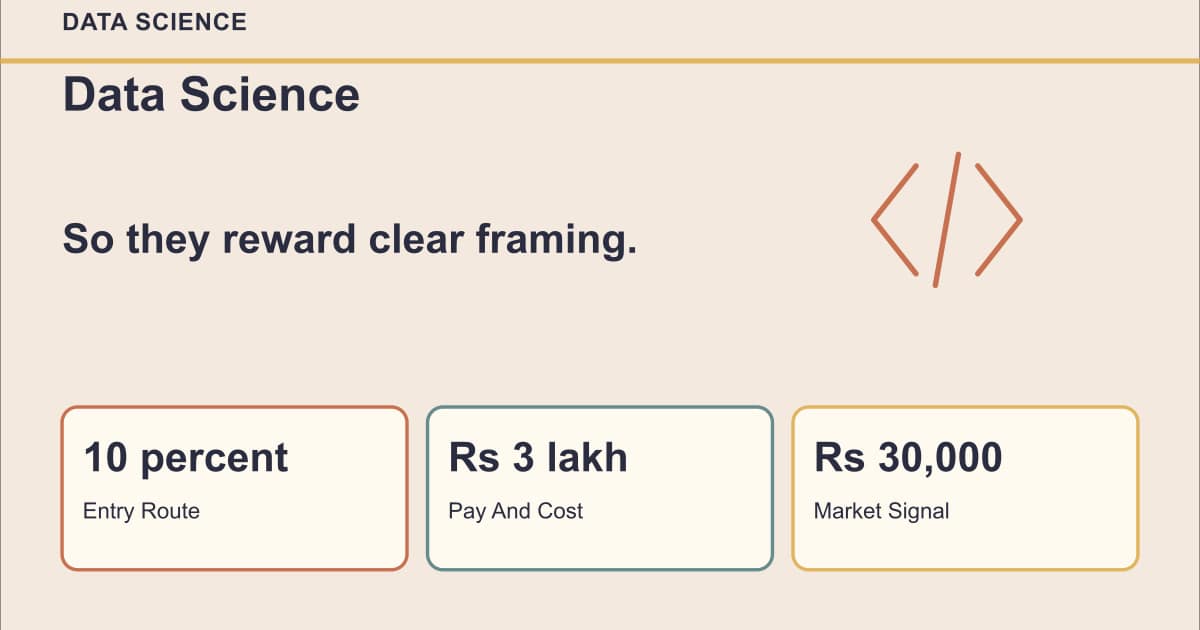 DATA SCIENCE
Data Science
So they reward clear framing.
10 percent
Entry Route
Rs 3 lakh
Pay And Cost
Rs 30,000
Market Signal